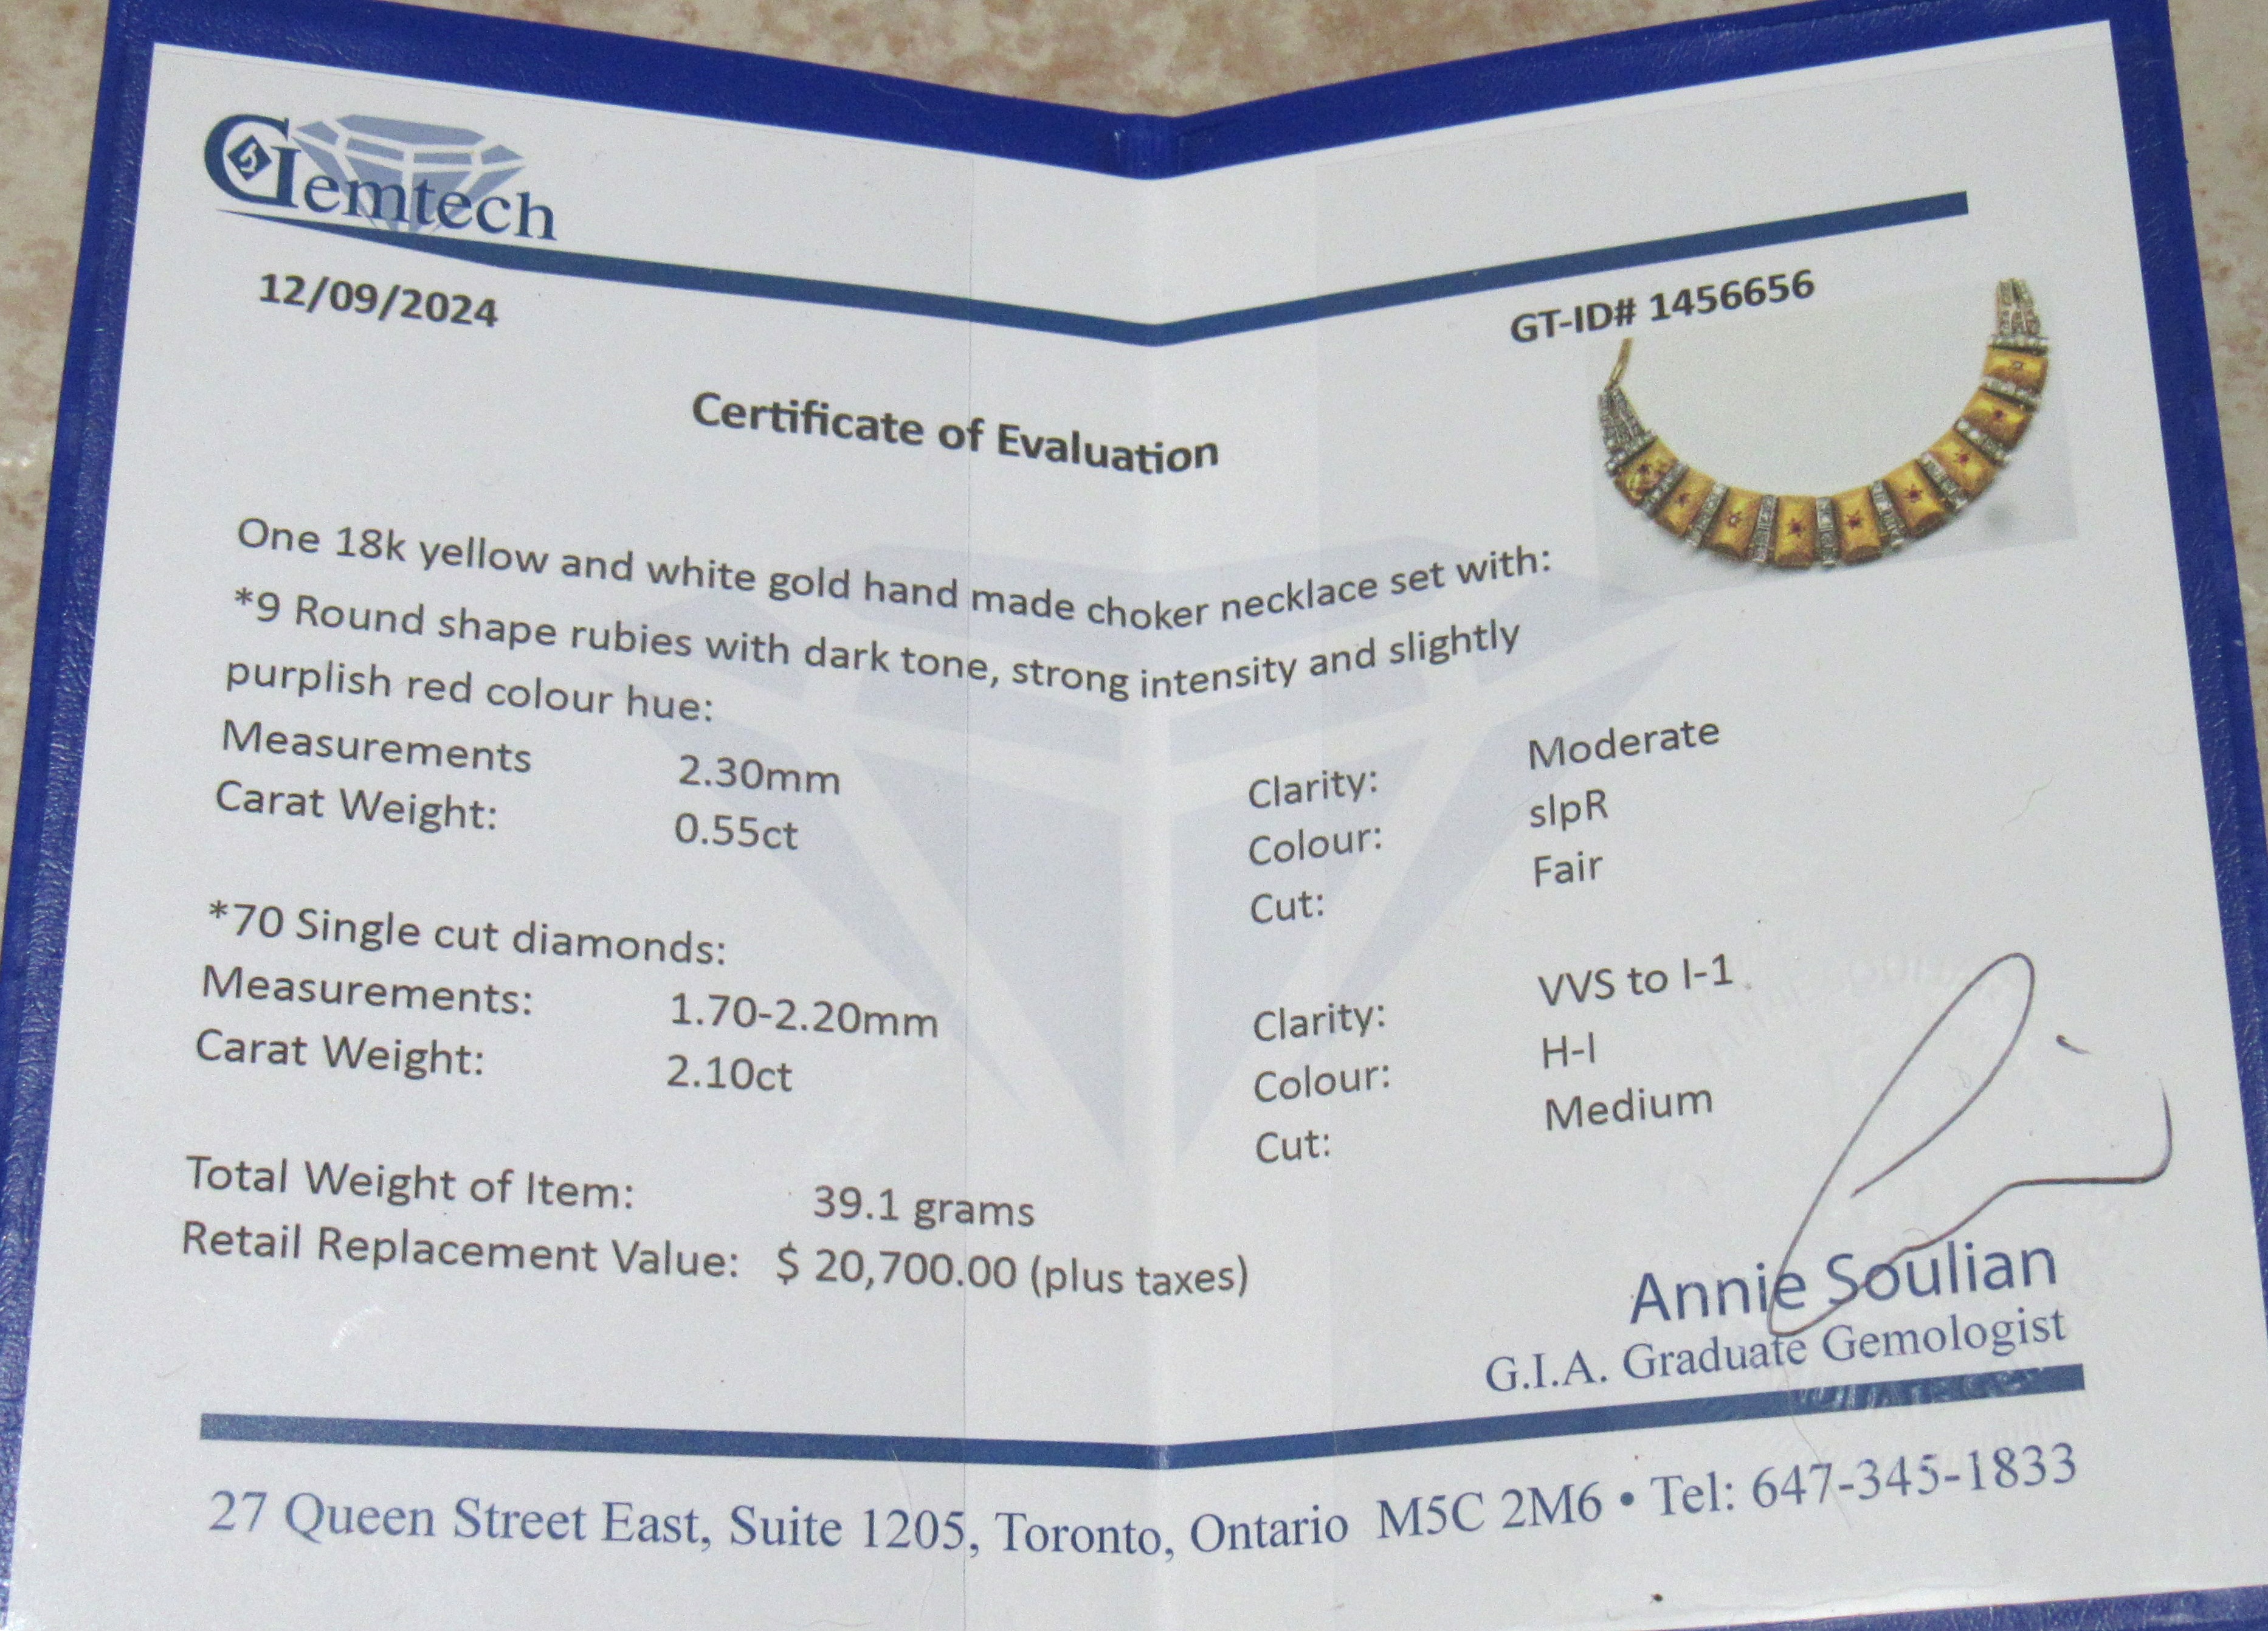 Gemtech
12/09/2024
GT-ID# 1456656
Certificate of Evaluation
One 18k yellow and white gold hand made choker necklace set with:
*9 Round shape rubies with dark tone, strong intensity and slightly
purplish red colour hue:
Measurements 2.30mm Clarity: Moderate
Carat Weight: 0.55ct Colour: slpR
Cut: Fair
*70 Single cut diamonds:
Measurements: 1.70-2.20mm Clarity: VVS to I-1
Carat Weight: 2.10ct Colour: H-I
Cut: Medium
Total Weight of Item: 39.1 grams
Retail Replacement Value: $ 20,700.00 (plus taxes)
Annie Soulian
G.I.A. Graduate Gemologist
27 Queen Street East, Suite 1205, Toronto, Ontario M5C 2M6 • Tel: 647-345-1833